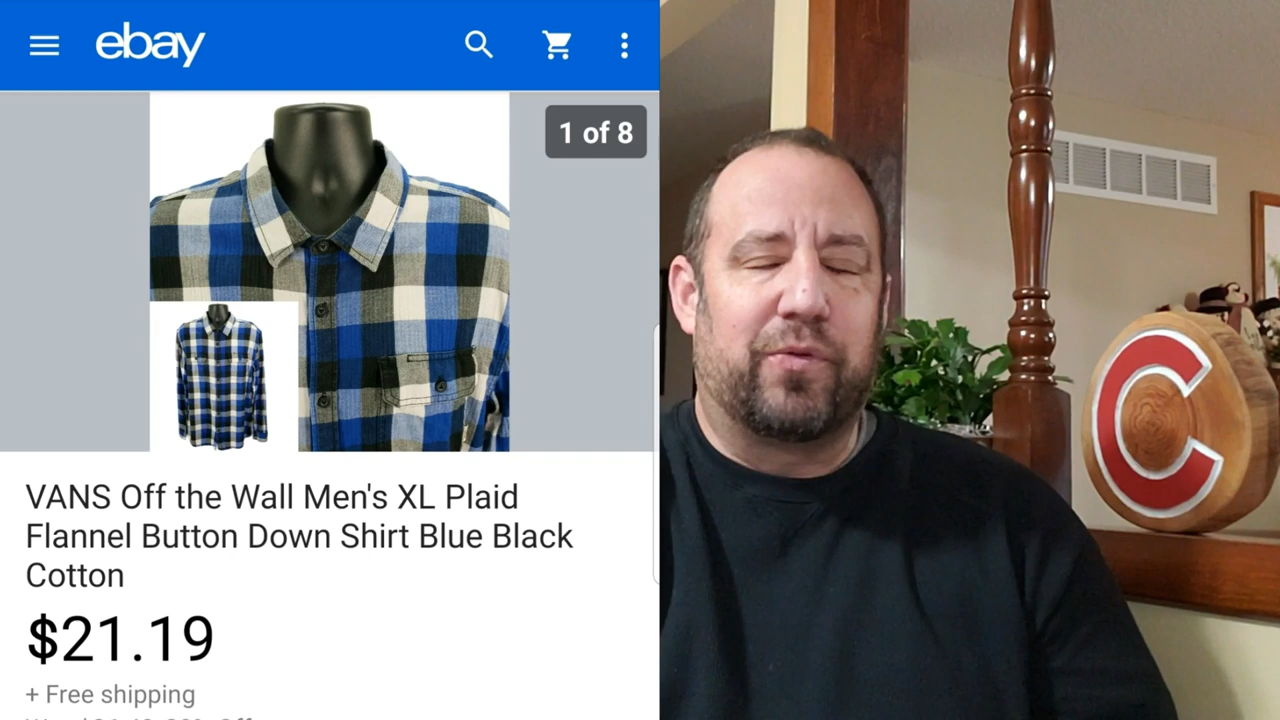 ebay
1 of 8
VANS Off the Wall Men's XL Plaid
Flannel Button Down Shirt Blue Black
Cotton
$21.19
+ Free shipping
C